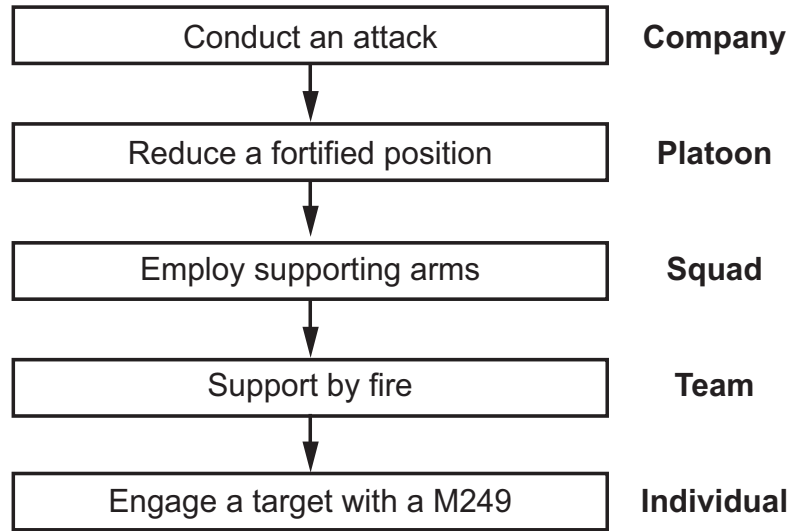 Conduct an attack Company
Reduce a fortified position Platoon
Employ supporting arms Squad
Support by fire Team
Engage a target with a M249 Individual